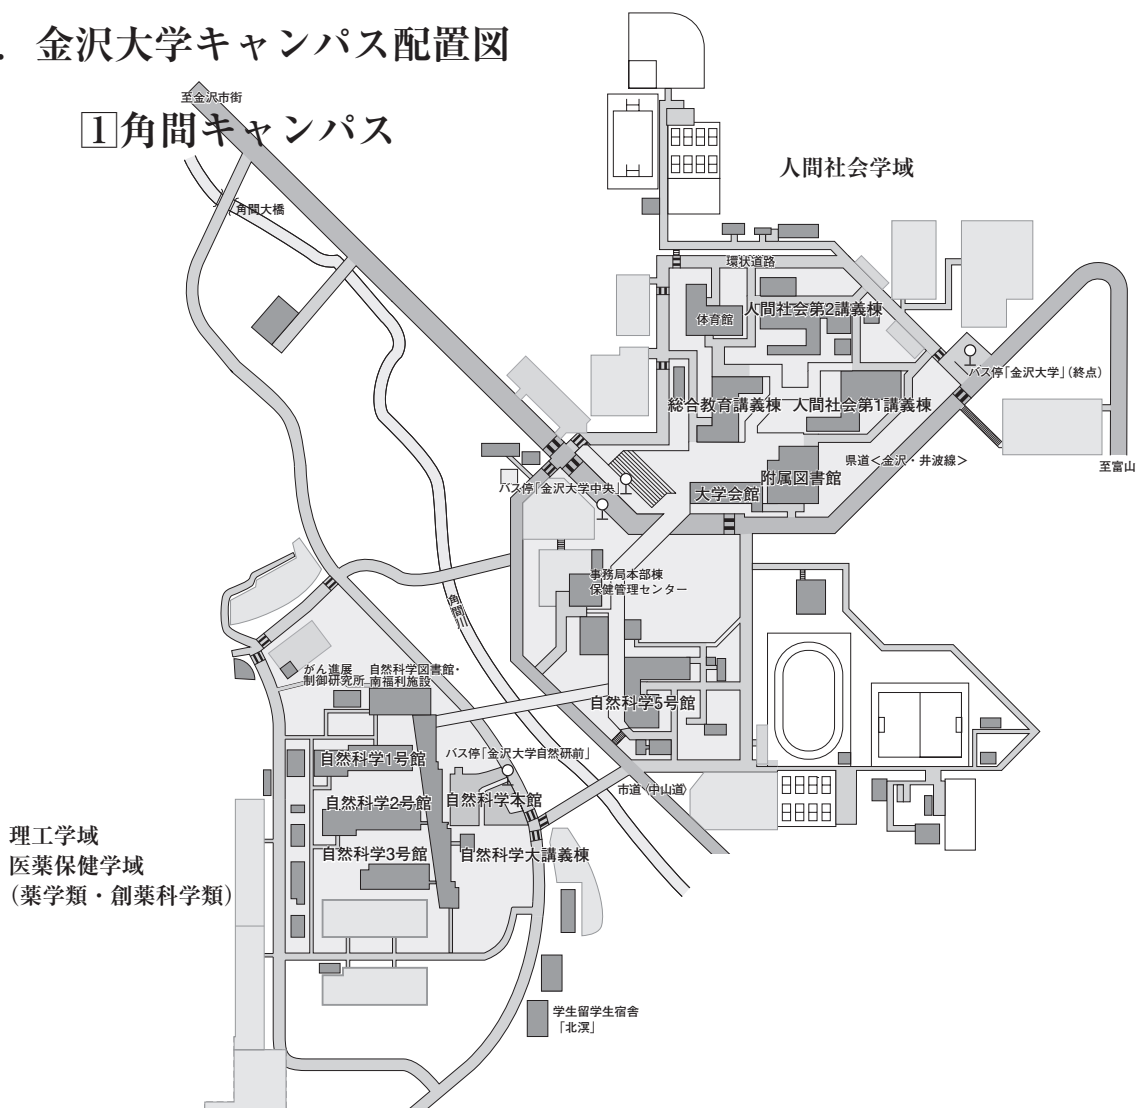 ．金沢大学キャンパス配置図
至金沢市街
1角間キャンパス
人間社会学域
角間大橋
環状道路
人間社会第2講義棟
体育館
バス停「金沢大学」（終点）
総合教育講義棟
人間社会第1講義棟
県道＜金沢・井波線＞
至富山
附属図書館
バス停「金沢大学中央」
大学会館
事務局本部棟
保健管理センター
角間川
がん進展
制御研究所
自然科学図書館・
南福利施設
自然科学5号館
バス停「金沢大学自然研前」
自然科学1号館
市道（中山道）
自然科学2号館
自然科学本館
理工学域
医薬保健学域
（薬学類・創薬科学類）
自然科学3号館
自然科学大講義棟
学生留学生宿舎
「北溟」